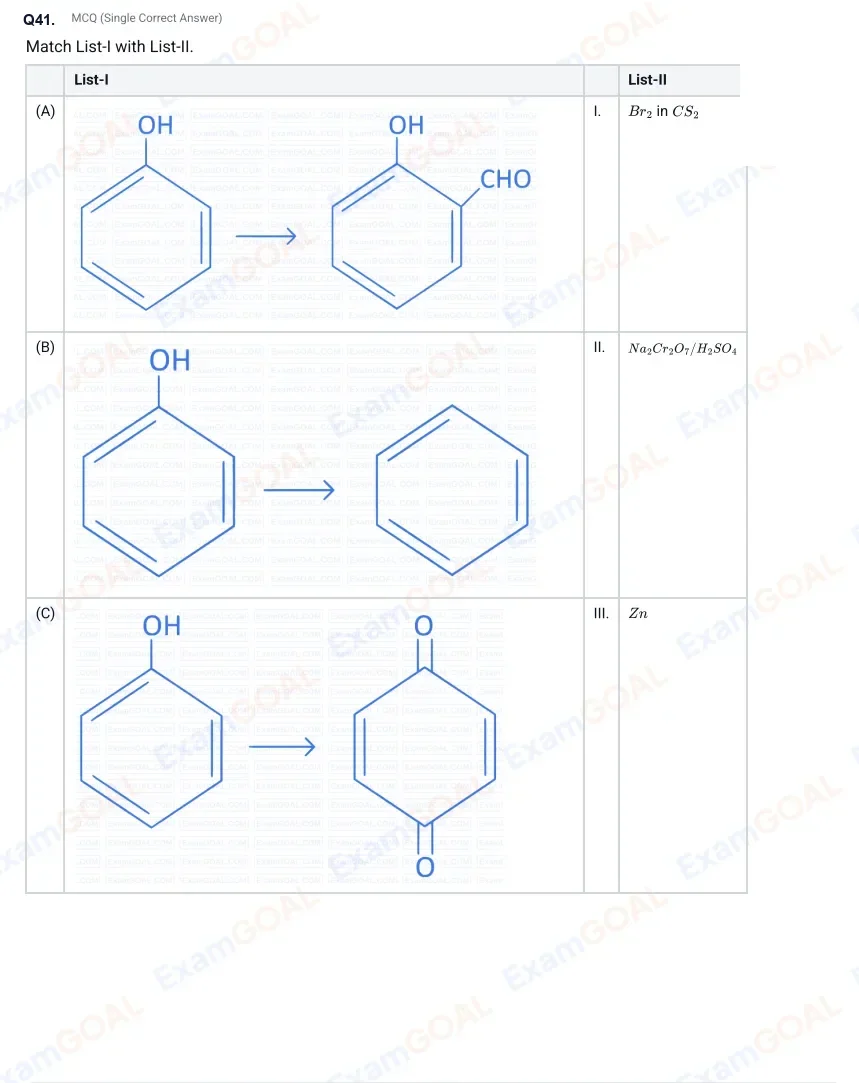 Q41. MCQ (Single Correct Answer)
Match List-I with List-II.
List-I List-II
(A) I. Br₂ in CS₂
OH OH
CHO
(B) II. Na₂Cr₂O₇/H₂SO₄
OH
(C) III. Zn
OH O
O
ExamGOAL